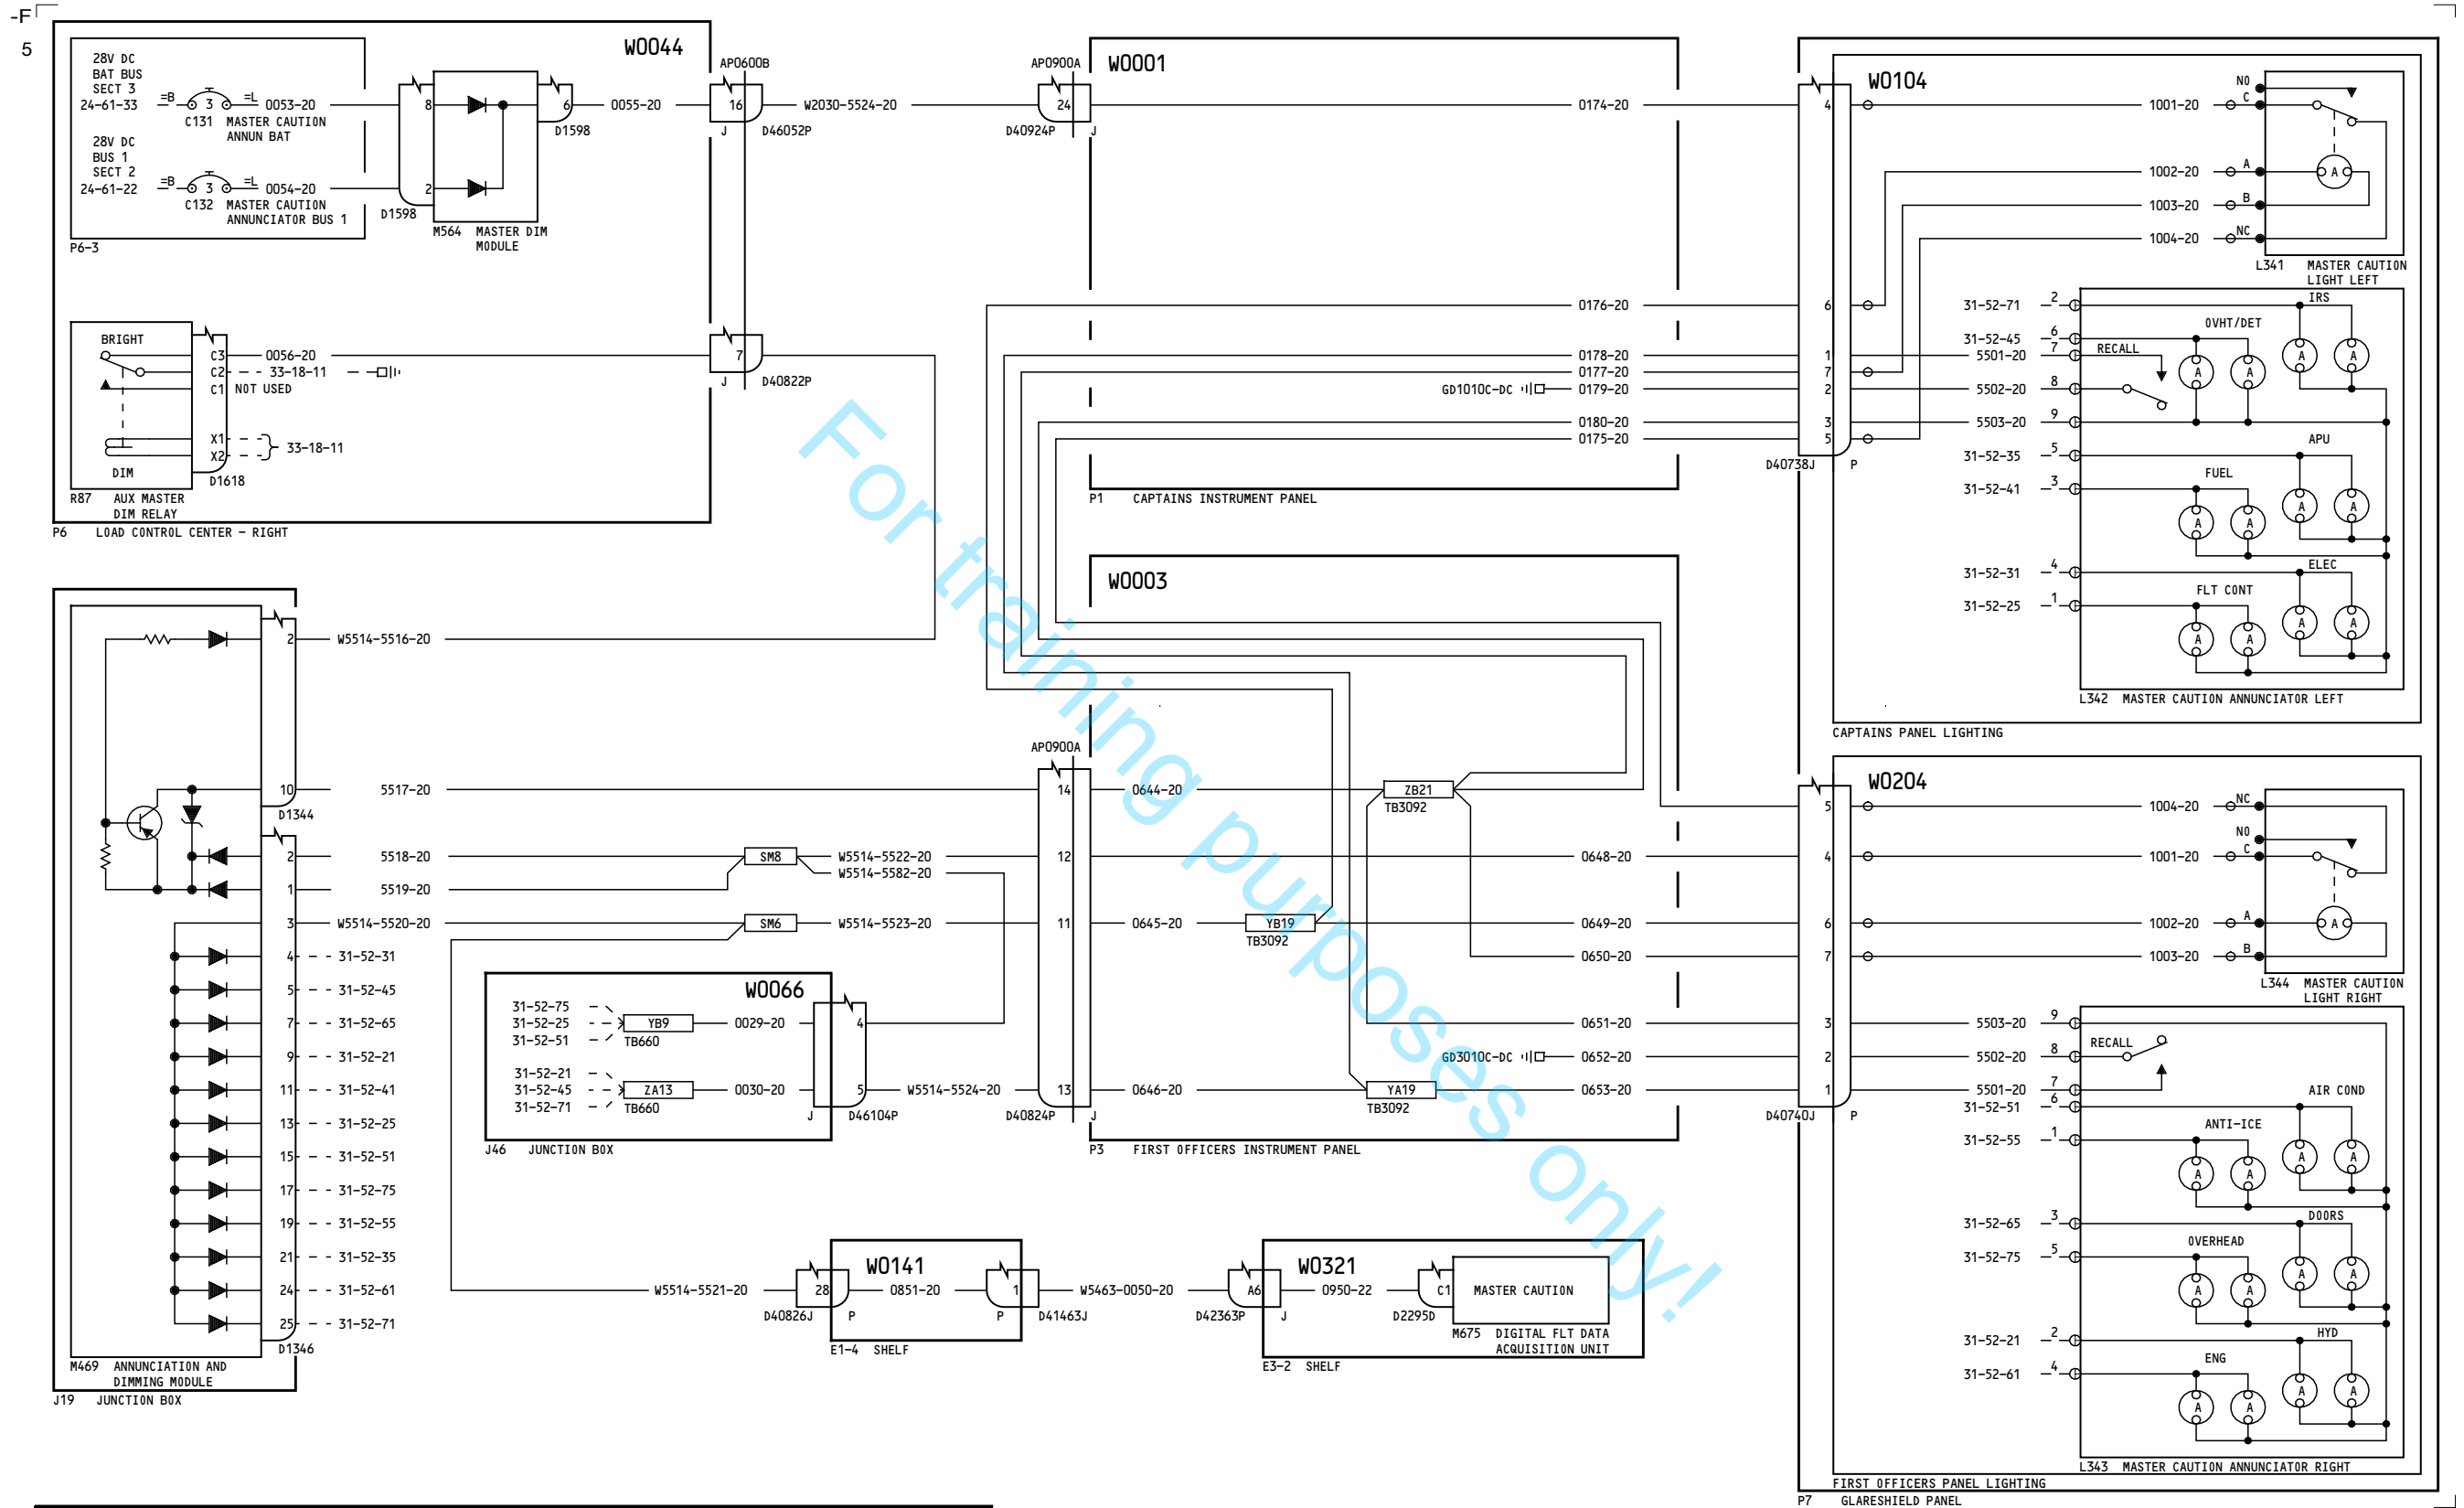 -F
5
W0044
28V DC
BAT BUS
SECT 3
24-61-33 =B 3 =L 0053-20
C131 MASTER CAUTION
ANNUN BAT
28V DC
BUS 1
SECT 2
24-61-22 =B 3 =L 0054-20
C132 MASTER CAUTION
ANNUNCIATOR BUS 1
P6-3
8
2
D1598
6
D1598
0055-20
M564 MASTER DIM
MODULE
AP0600B
16
J D46052P
W2030-5524-20
BRIGHT
C3 0056-20
C2 33-18-11
C1 NOT USED
X1
X2
33-18-11
DIM
D1618
R87 AUX MASTER
DIM RELAY
P6 LOAD CONTROL CENTER - RIGHT
7
J D40822P
AP0900A
24
D40924P J
W0001
0174-20
0176-20
0178-20
0177-20
GD1010C-DC 0179-20
0180-20
0175-20
P1 CAPTAINS INSTRUMENT PANEL
4
6
1
7
2
3
5
D40738J P
W0104
1001-20
1002-20
1003-20
1004-20
NO
C
A
B
NC
A
L341 MASTER CAUTION
LIGHT LEFT
31-52-71 2 IRS
OVHT/DET
31-52-45 6
5501-20 7 RECALL
A A
A A
5502-20 8
5503-20 9
31-52-35 5 APU
31-52-41 3 FUEL
A A
A A
31-52-31 4 ELEC
31-52-25 1 FLT CONT
A A
A A
L342 MASTER CAUTION ANNUNCIATOR LEFT
CAPTAINS PANEL LIGHTING
2 W5514-5516-20
10 5517-20
D1344
2 5518-20
1 5519-20
3 W5514-5520-20
4 31-52-31
5 31-52-45
7 31-52-65
9 31-52-21
11 31-52-41
13 31-52-25
15 31-52-51
17 31-52-75
19 31-52-55
21 31-52-35
24 31-52-61
25 31-52-71
D1346
M469 ANNUNCIATION AND
DIMMING MODULE
J19 JUNCTION BOX
SM8 W5514-5522-20
W5514-5582-20
SM6 W5514-5523-20
W0066
31-52-75
31-52-25 YB9 0029-20 4
31-52-51 TB660
31-52-21
31-52-45 ZA13 0030-20 5 W5514-5524-20
31-52-71 TB660
J D46104P
J46 JUNCTION BOX
W0003
AP0900A
14 0644-20 ZB21
TB3092
12 0648-20
11 0645-20 YB19 0649-20
TB3092
0650-20
0651-20
GD3010C-DC 0652-20
13 0646-20 YA19 0653-20
TB3092
D40824P J
P3 FIRST OFFICERS INSTRUMENT PANEL
W5514-5521-20
28
D40826J P
W0141
0851-20
1
P D41463J
E1-4 SHELF
W5463-0050-20
A6
D42363P J
W0321
0950-22
C1
D2295D
MASTER CAUTION
M675 DIGITAL FLT DATA
ACQUISITION UNIT
E3-2 SHELF
5
4
6
7
3
2
1
D40740J P
W0204
1004-20 NC
NO
1001-20 C
1002-20 A
A
1003-20 B
L344 MASTER CAUTION
LIGHT RIGHT
5503-20 9
5502-20 8 RECALL
5501-20 7
31-52-51 6 AIR COND
31-52-55 1 ANTI-ICE
A A
A A
31-52-65 3 DOORS
31-52-75 5 OVERHEAD
A A
A A
31-52-21 2 HYD
31-52-61 4 ENG
A A
A A
L343 MASTER CAUTION ANNUNCIATOR RIGHT
FIRST OFFICERS PANEL LIGHTING
P7 GLARESHIELD PANEL
For training purposes only!